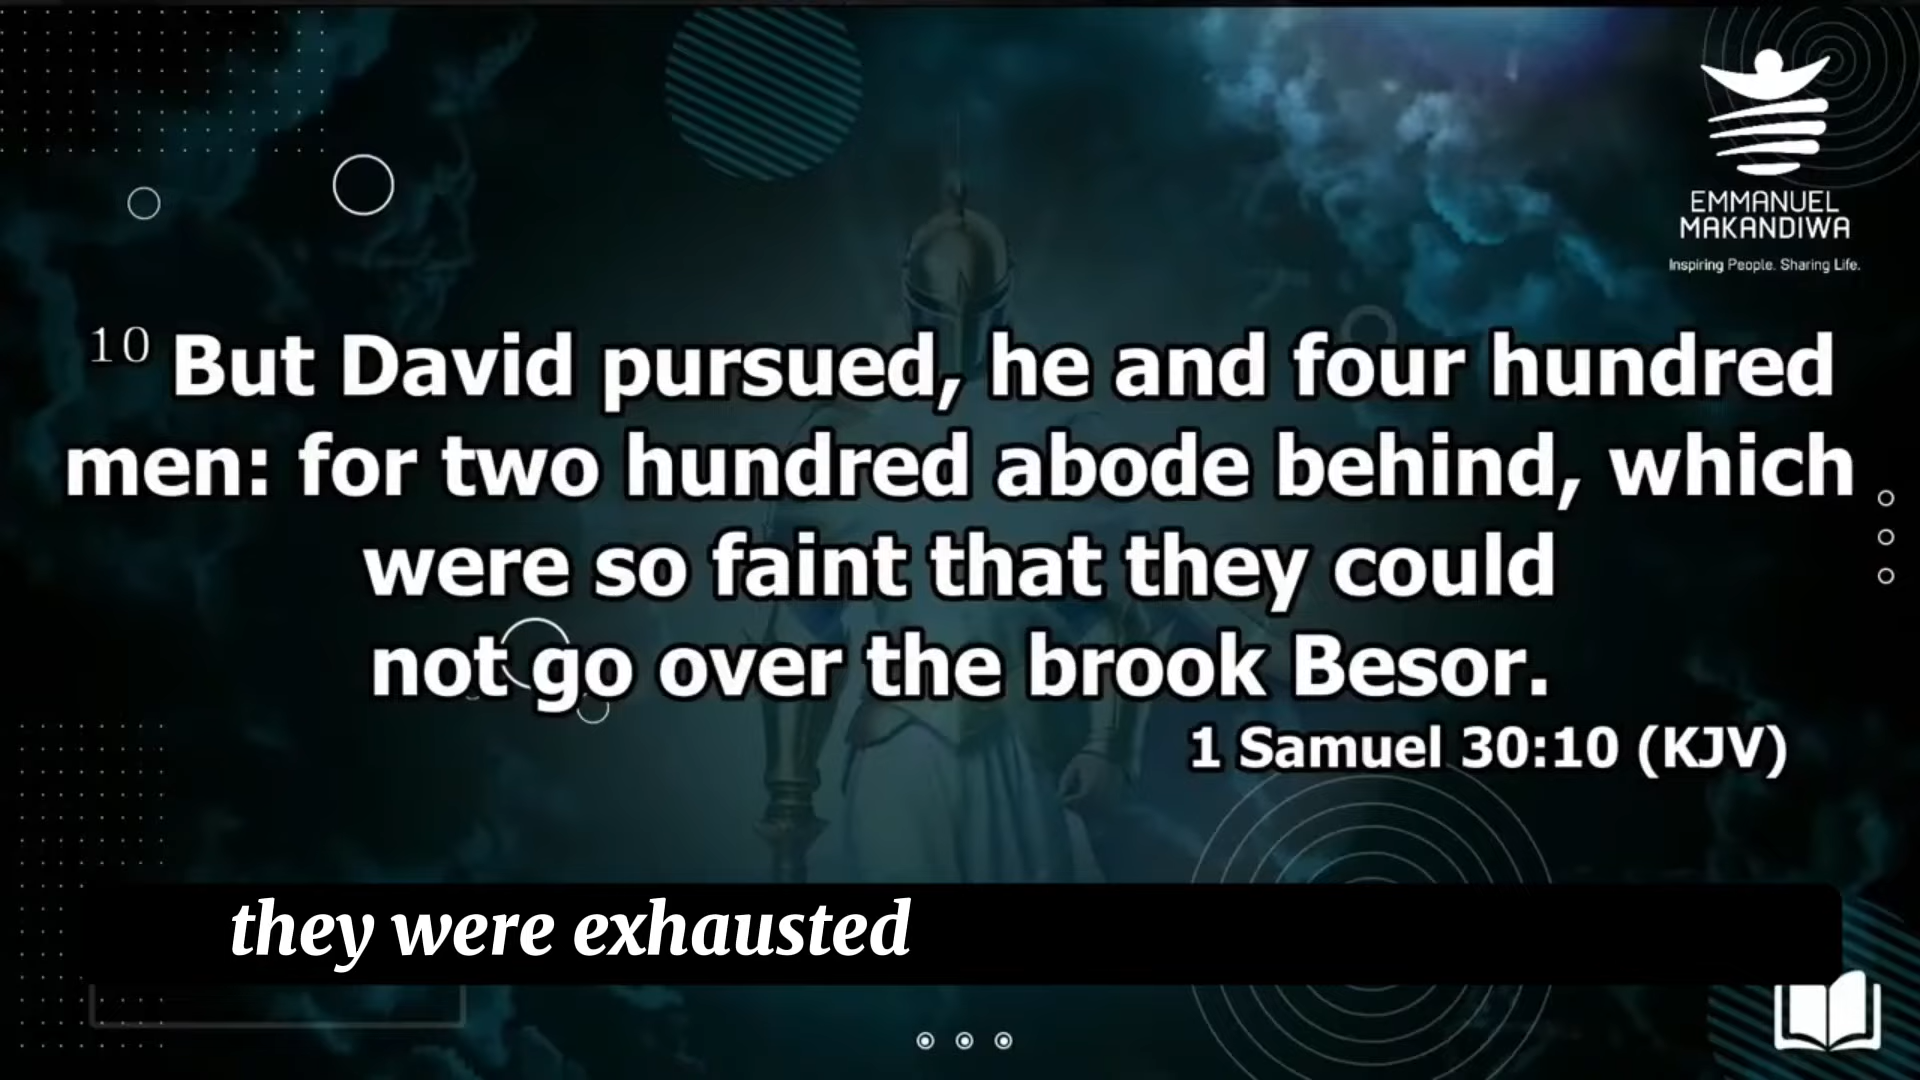 EMMANUEL
MAKANDIWA
Inspiring People. Sharing Life.
10 But David pursued, he and four hundred
men: for two hundred abode behind, which
were so faint that they could
not go over the brook Besor.
1 Samuel 30:10 (KJV)
they were exhausted